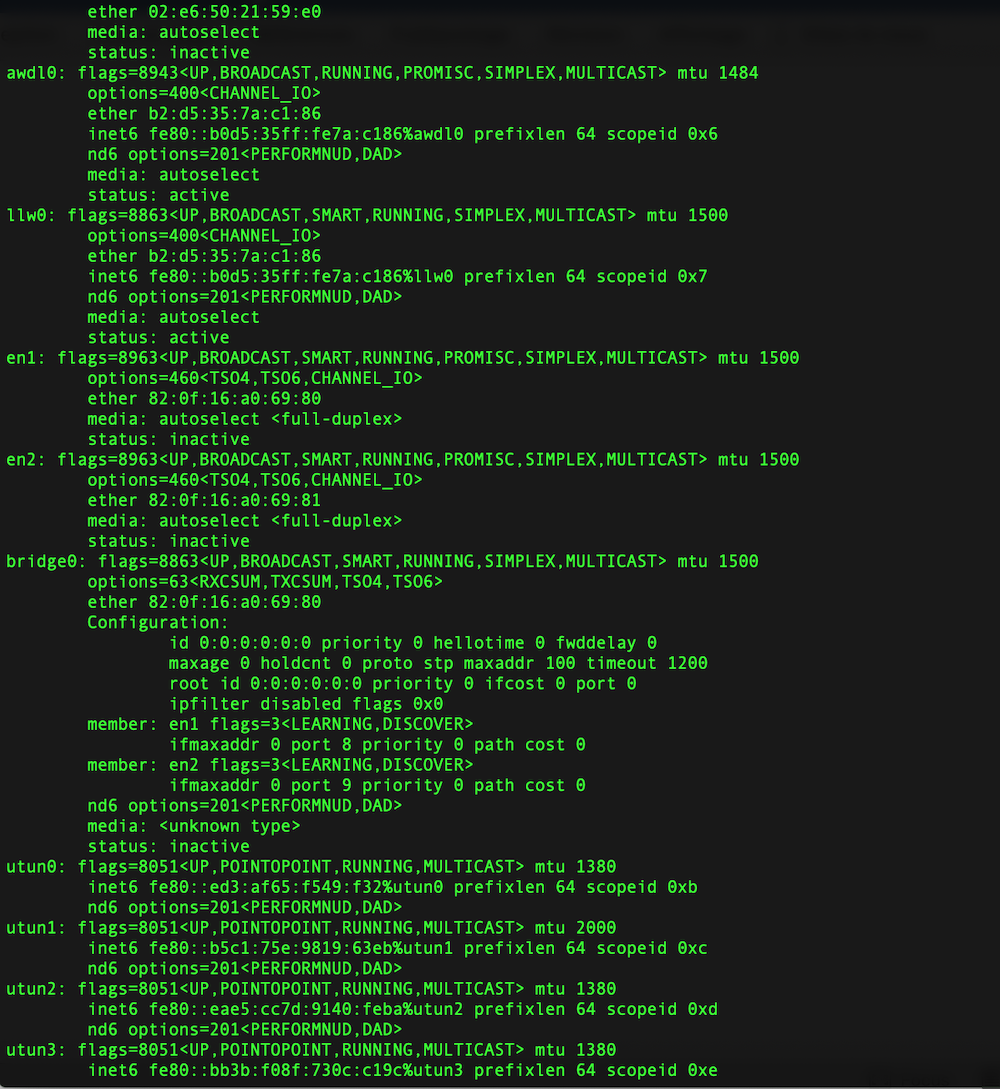 ether 02:e6:50:21:59:e0
media: autoselect
status: inactive
awdl0: flags=8943<UP,BROADCAST,RUNNING,PROMISC,SIMPLEX,MULTICAST> mtu 1484
options=400<CHANNEL_IO>
ether b2:d5:35:7a:c1:86
inet6 fe80::b0d5:35ff:fe7a:c186%awdl0 prefixlen 64 scopeid 0x6
nd6 options=201<PERFORMNUD,DAD>
media: autoselect
status: active
llw0: flags=8863<UP,BROADCAST,SMART,RUNNING,SIMPLEX,MULTICAST> mtu 1500
options=400<CHANNEL_IO>
ether b2:d5:35:7a:c1:86
inet6 fe80::b0d5:35ff:fe7a:c186%llw0 prefixlen 64 scopeid 0x7
nd6 options=201<PERFORMNUD,DAD>
media: autoselect
status: active
en1: flags=8963<UP,BROADCAST,SMART,RUNNING,PROMISC,SIMPLEX,MULTICAST> mtu 1500
options=460<TSO4,TSO6,CHANNEL_IO>
ether 82:0f:16:a0:69:80
media: autoselect <full-duplex>
status: inactive
en2: flags=8963<UP,BROADCAST,SMART,RUNNING,PROMISC,SIMPLEX,MULTICAST> mtu 1500
options=460<TSO4,TSO6,CHANNEL_IO>
ether 82:0f:16:a0:69:81
media: autoselect <full-duplex>
status: inactive
bridge0: flags=8863<UP,BROADCAST,SMART,RUNNING,SIMPLEX,MULTICAST> mtu 1500
options=63<RXCSUM,TXCSUM,TSO4,TSO6>
ether 82:0f:16:a0:69:80
Configuration:
id 0:0:0:0:0:0 priority 0 hellotime 0 fwddelay 0
maxage 0 holdcnt 0 proto stp maxaddr 100 timeout 1200
root id 0:0:0:0:0:0 priority 0 ifcost 0 port 0
ipfilter disabled flags 0x0
member: en1 flags=3<LEARNING,DISCOVER>
ifmaxaddr 0 port 8 priority 0 path cost 0
member: en2 flags=3<LEARNING,DISCOVER>
ifmaxaddr 0 port 9 priority 0 path cost 0
nd6 options=201<PERFORMNUD,DAD>
media: <unknown type>
status: inactive
utun0: flags=8051<UP,POINTOPOINT,RUNNING,MULTICAST> mtu 1380
inet6 fe80::ed3:af65:f549:f32%utun0 prefixlen 64 scopeid 0xb
nd6 options=201<PERFORMNUD,DAD>
utun1: flags=8051<UP,POINTOPOINT,RUNNING,MULTICAST> mtu 2000
inet6 fe80::b5c1:75e:9819:63eb%utun1 prefixlen 64 scopeid 0xc
nd6 options=201<PERFORMNUD,DAD>
utun2: flags=8051<UP,POINTOPOINT,RUNNING,MULTICAST> mtu 1380
inet6 fe80::eae5:cc7d:9140:feba%utun2 prefixlen 64 scopeid 0xd
nd6 options=201<PERFORMNUD,DAD>
utun3: flags=8051<UP,POINTOPOINT,RUNNING,MULTICAST> mtu 1380
inet6 fe80::bb3b:f08f:730c:c19c%utun3 prefixlen 64 scopeid 0xe